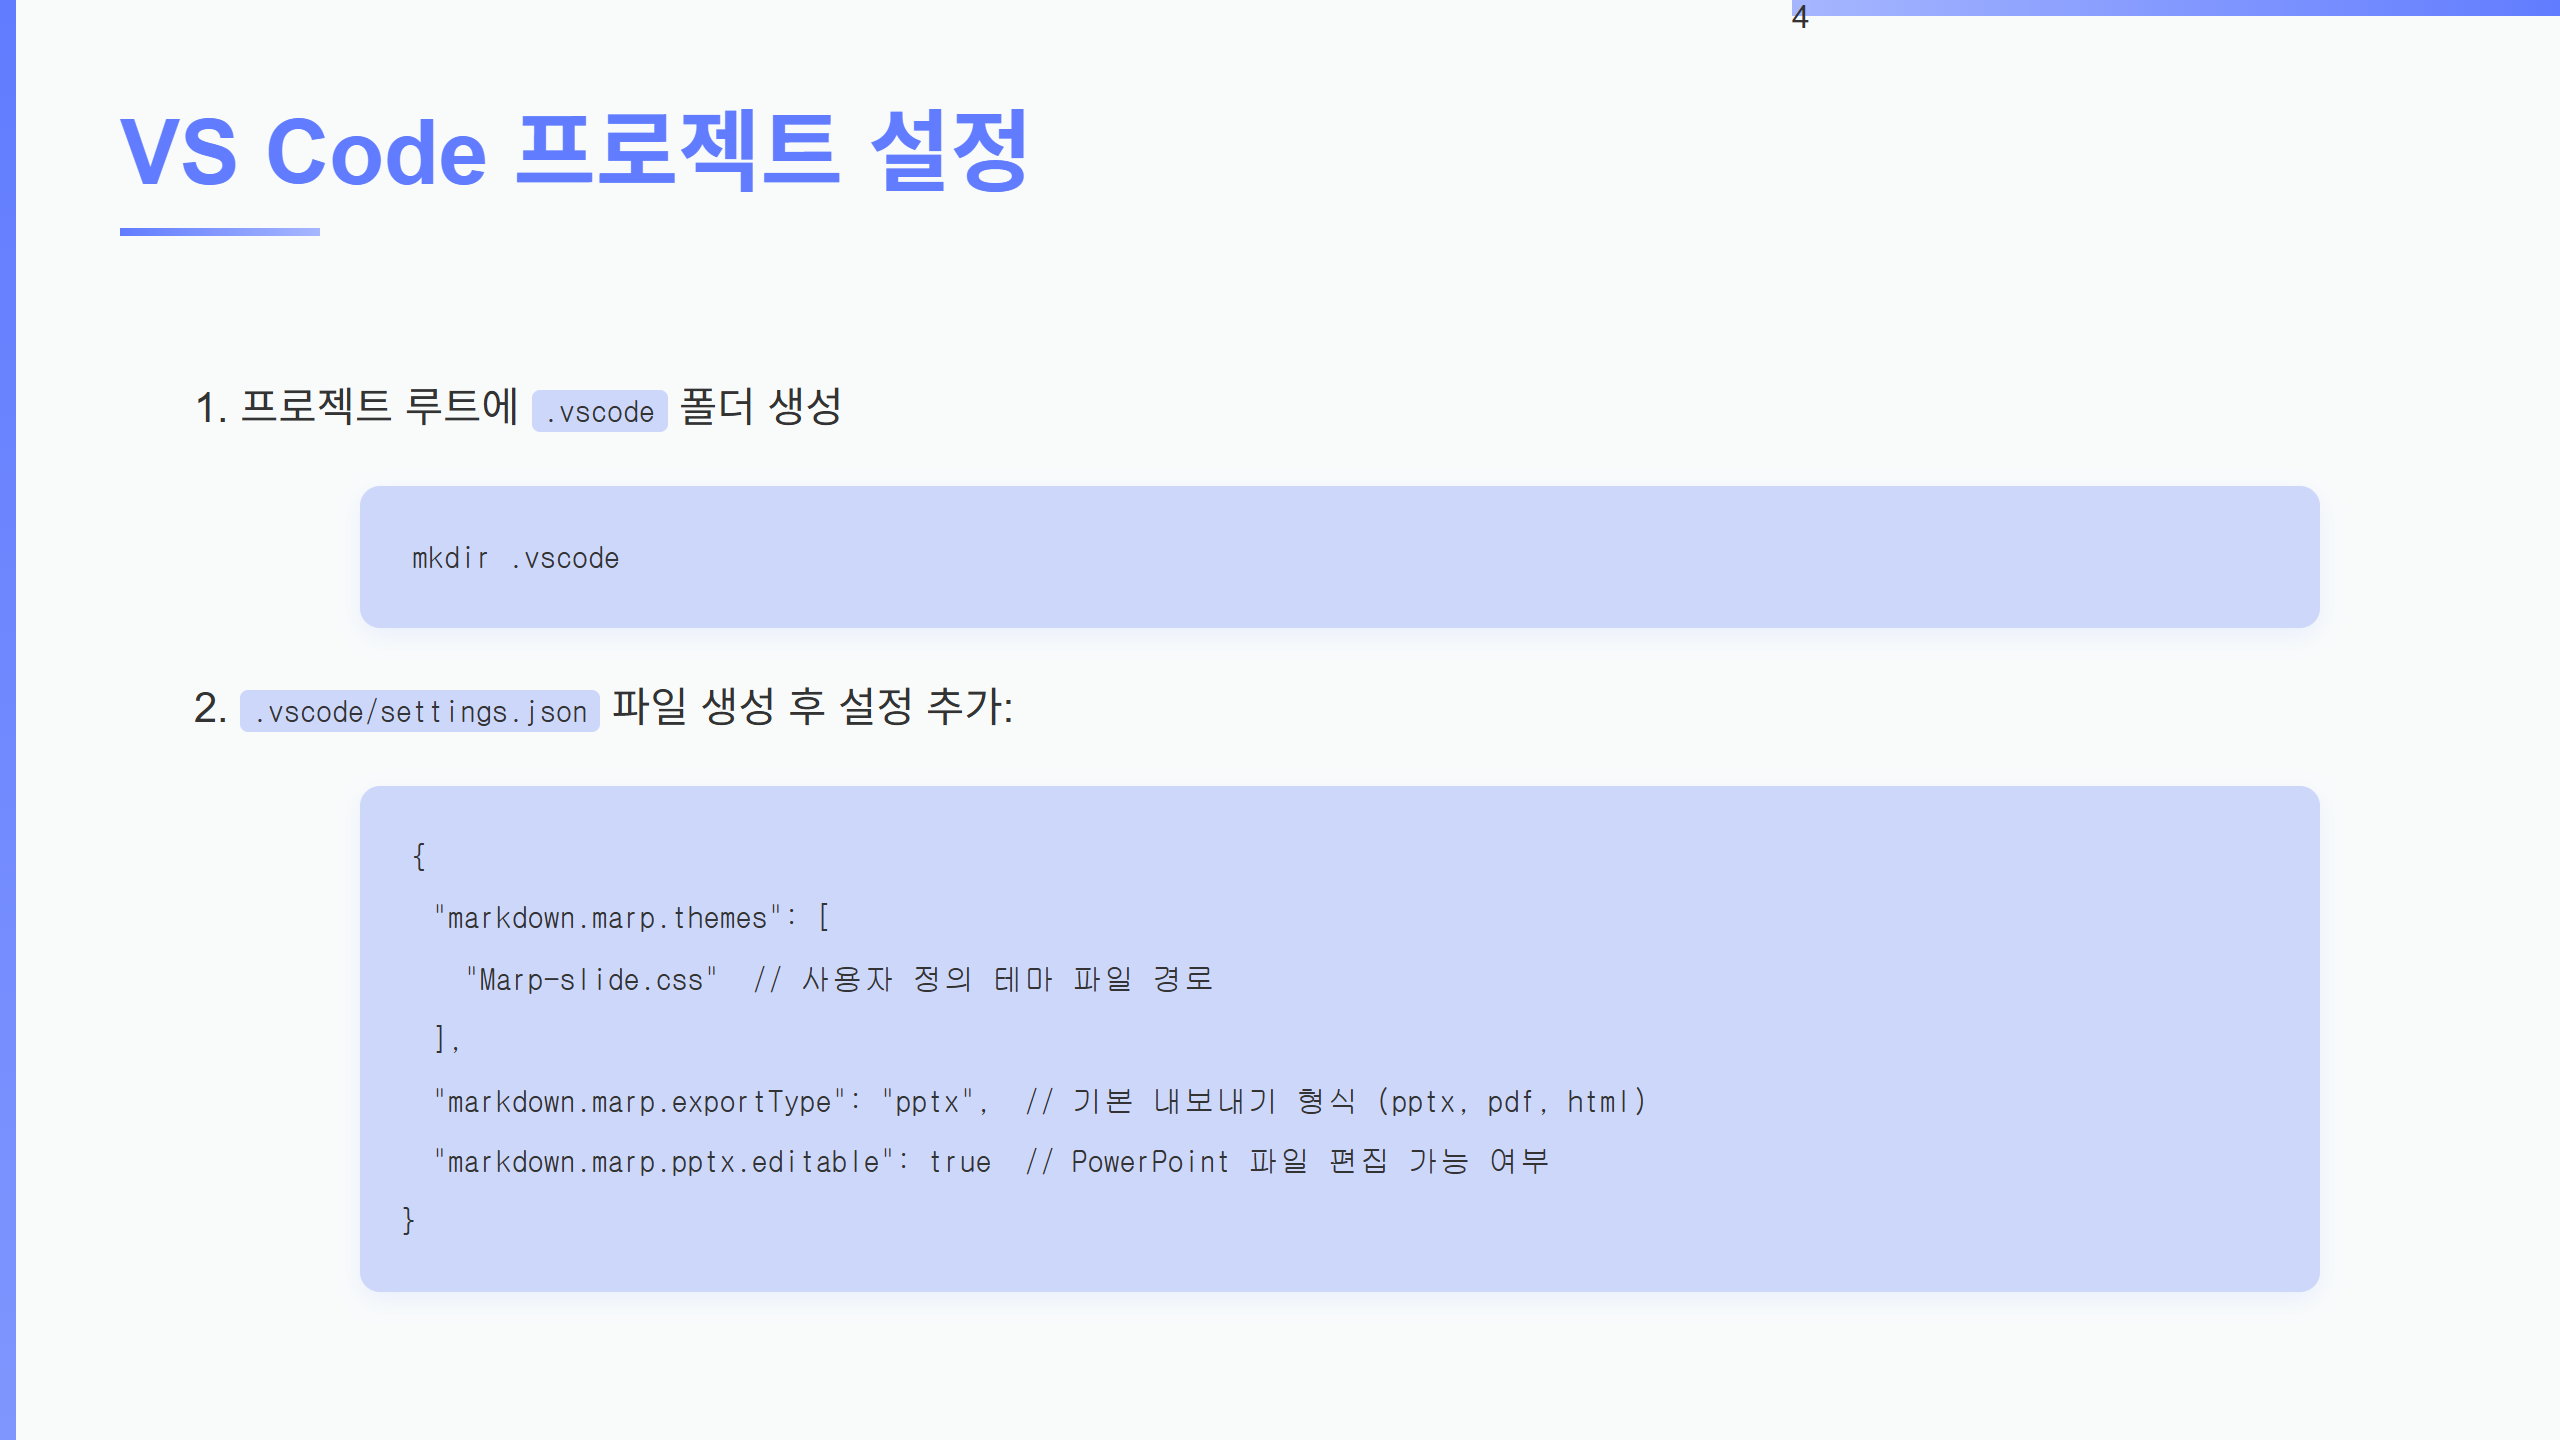 4
VS Code 프로젝트 설정
1. 프로젝트 루트에 .vscode 폴더 생성
mkdir .vscode
2. .vscode/settings.json 파일 생성 후 설정 추가:
{
  "markdown.marp.themes": [
    "Marp-slide.css"  // 사용자 정의 테마 파일 경로
  ],
  "markdown.marp.exportType": "pptx",  // 기본 내보내기 형식 (pptx, pdf, html)
  "markdown.marp.pptx.editable": true  // PowerPoint 파일 편집 가능 여부
}